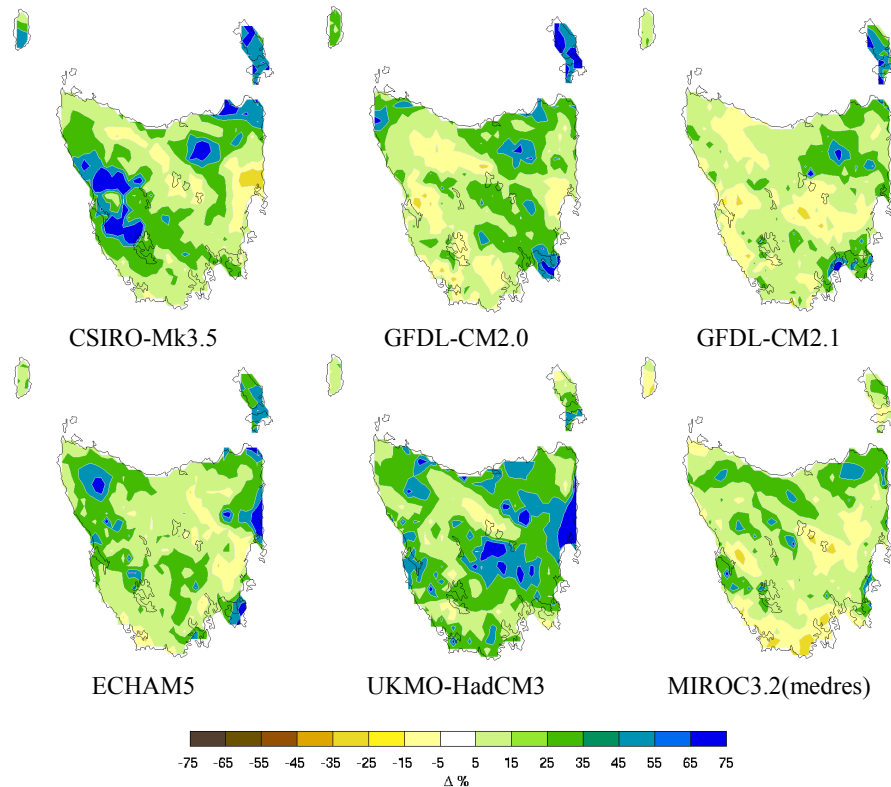 CSIRO-Mk3.5 GFDL-CM2.0 GFDL-CM2.1
ECHAM5 UKMO-HadCM3 MIROC3.2(medres)
-75 -65 -55 -45 -35 -25 -15 -5 5 15 25 35 45 55 65 75
Δ %